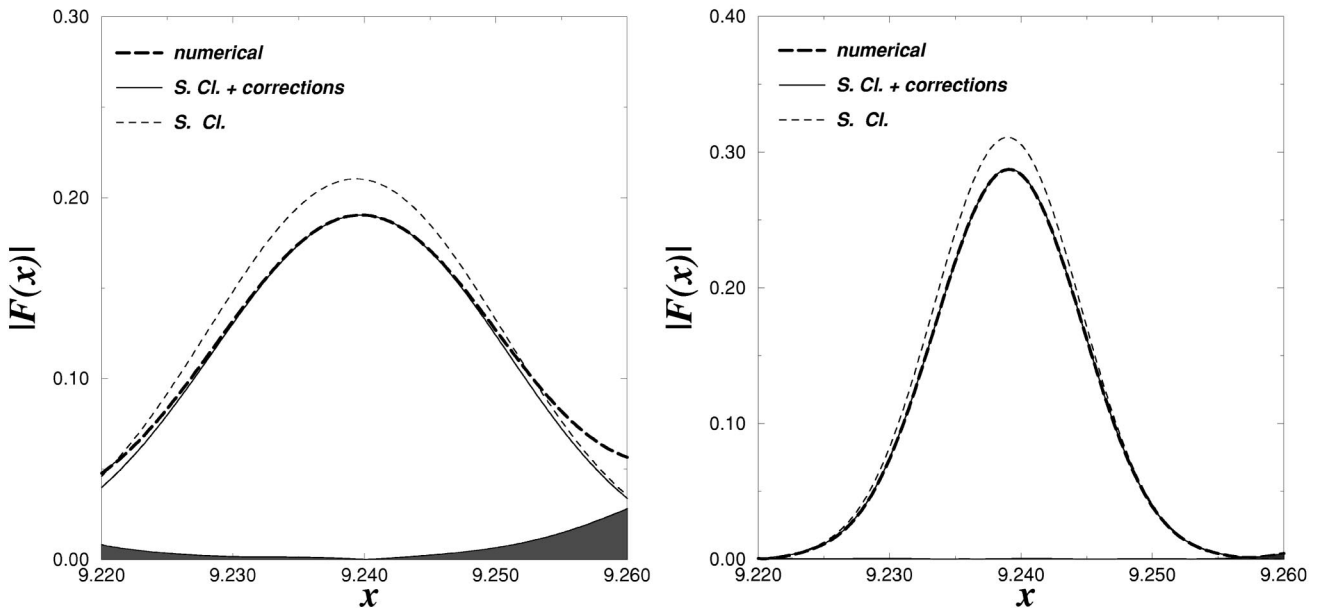 0.30
numerical
S. Cl. + corrections
S. Cl.
0.20
|F(x)|
0.10
0.00
9.220 9.230 9.240 9.250 9.260
x
0.40
numerical
S. Cl. + corrections
S. Cl.
0.30
|F(x)|
0.20
0.10
0.00
9.220 9.230 9.240 9.250 9.260
x